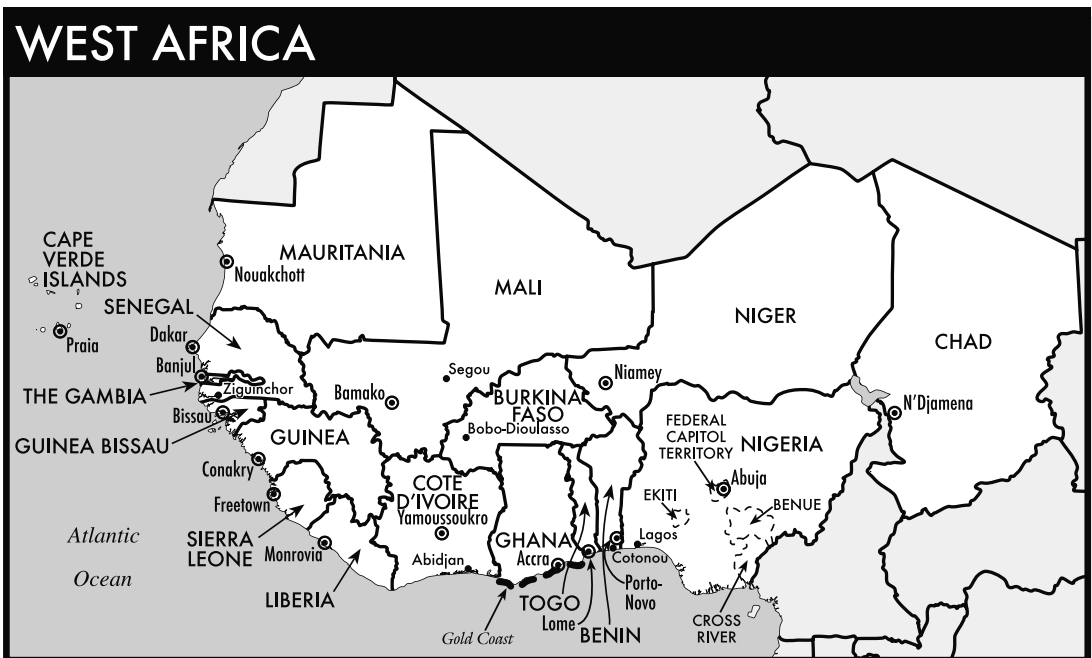 WEST AFRICA
CAPE
VERDE
ISLANDS
Praia
MAURITANIA
Nouakchott
MALI
NIGER
CHAD
SENEGAL
Dakar
Banjul
THE GAMBIA
Ziguinchor
Bissau
GUINEA BISSAU
Segou
Bamako
Niamey
BURKINA
FASO
Bobo-Dioulasso
N'Djamena
FEDERAL
CAPITOL
TERRITORY
NIGERIA
Abuja
EKITI
BENUE
GUINEA
Conakry
Freetown
SIERRA
LEONE
Monrovia
LIBERIA
COTE
D'IVOIRE
Yamoussoukro
Abidjan
GHANA
Accra
Lagos
Cotonou
Porto-
Novo
TOGO
Lome
BENIN
CROSS
RIVER
Gold Coast
Atlantic
Ocean